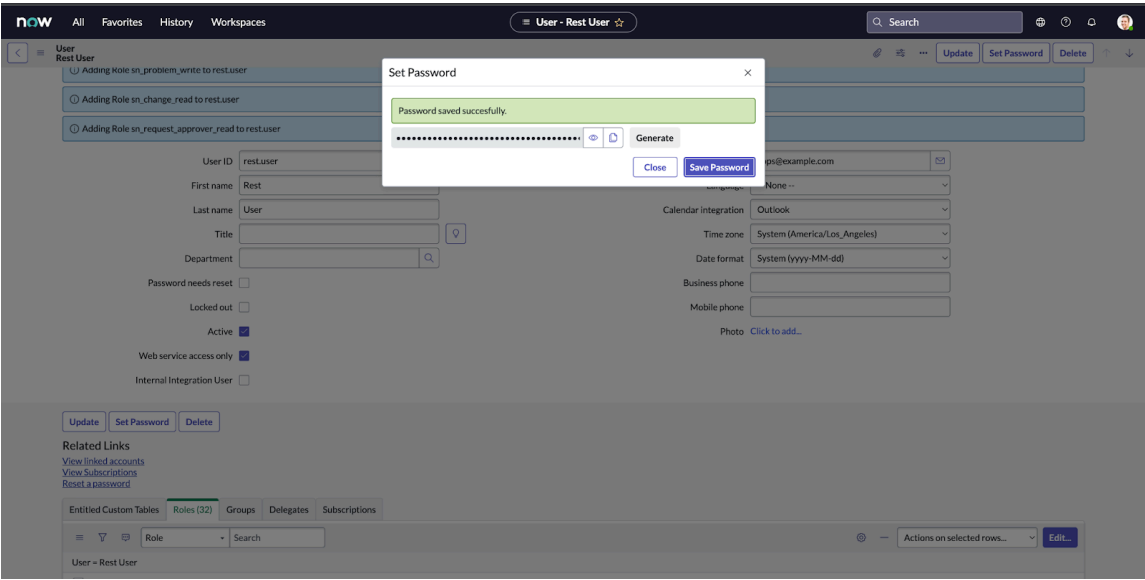 now All Favorites History Workspaces User - Rest User Search
User
Rest User
Update Set Password Delete
Adding Role sn_problem_write to rest.user
Adding Role sn_change_read to rest.user
Adding Role sn_request_approver_read to rest.user
Set Password
Password saved succesfully.
Generate
Close Save Password
User ID rest.user
ops@example.com
First name Rest
Language -- None --
Last name User
Calendar integration Outlook
Title
Time zone System (America/Los_Angeles)
Department
Date format System (yyyy-MM-dd)
Password needs reset
Business phone
Locked out
Mobile phone
Active
Photo Click to add...
Web service access only
Internal Integration User
Update Set Password Delete
Related Links
View linked accounts
View Subscriptions
Reset a password
Entitled Custom Tables Roles (32) Groups Delegates Subscriptions
Role Search Actions on selected rows... Edit...
User = Rest User